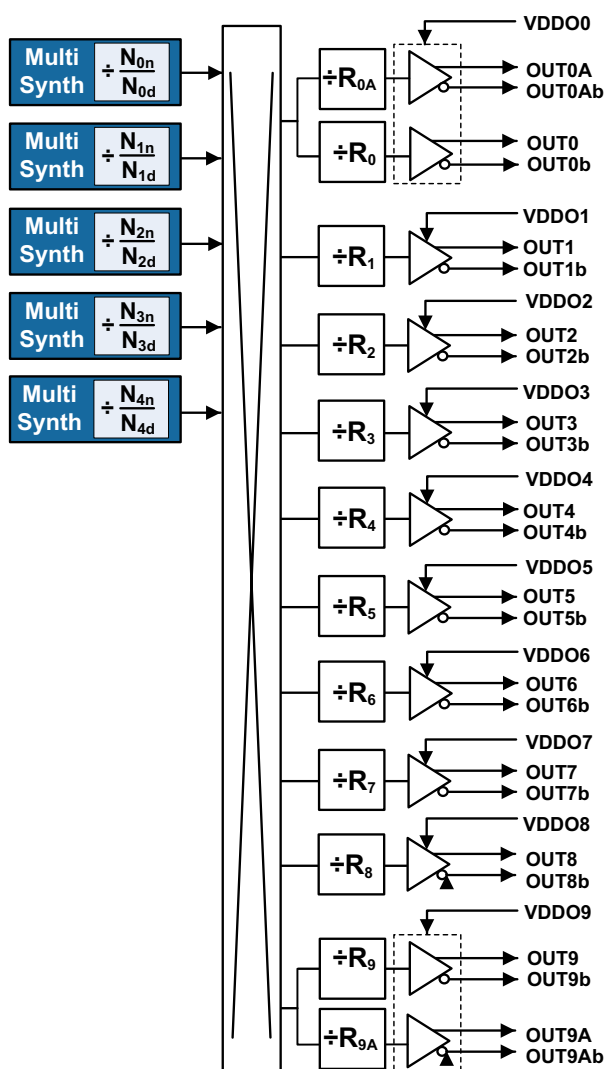 Multi Synth ÷ N0n / N0d
Multi Synth ÷ N1n / N1d
Multi Synth ÷ N2n / N2d
Multi Synth ÷ N3n / N3d
Multi Synth ÷ N4n / N4d
VDDO0
÷R0A
OUT0A
OUT0Ab
÷R0
OUT0
OUT0b
VDDO1
÷R1
OUT1
OUT1b
VDDO2
÷R2
OUT2
OUT2b
VDDO3
÷R3
OUT3
OUT3b
VDDO4
÷R4
OUT4
OUT4b
VDDO5
÷R5
OUT5
OUT5b
VDDO6
÷R6
OUT6
OUT6b
VDDO7
÷R7
OUT7
OUT7b
VDDO8
÷R8
OUT8
OUT8b
VDDO9
÷R9
OUT9
OUT9b
÷R9A
OUT9A
OUT9Ab